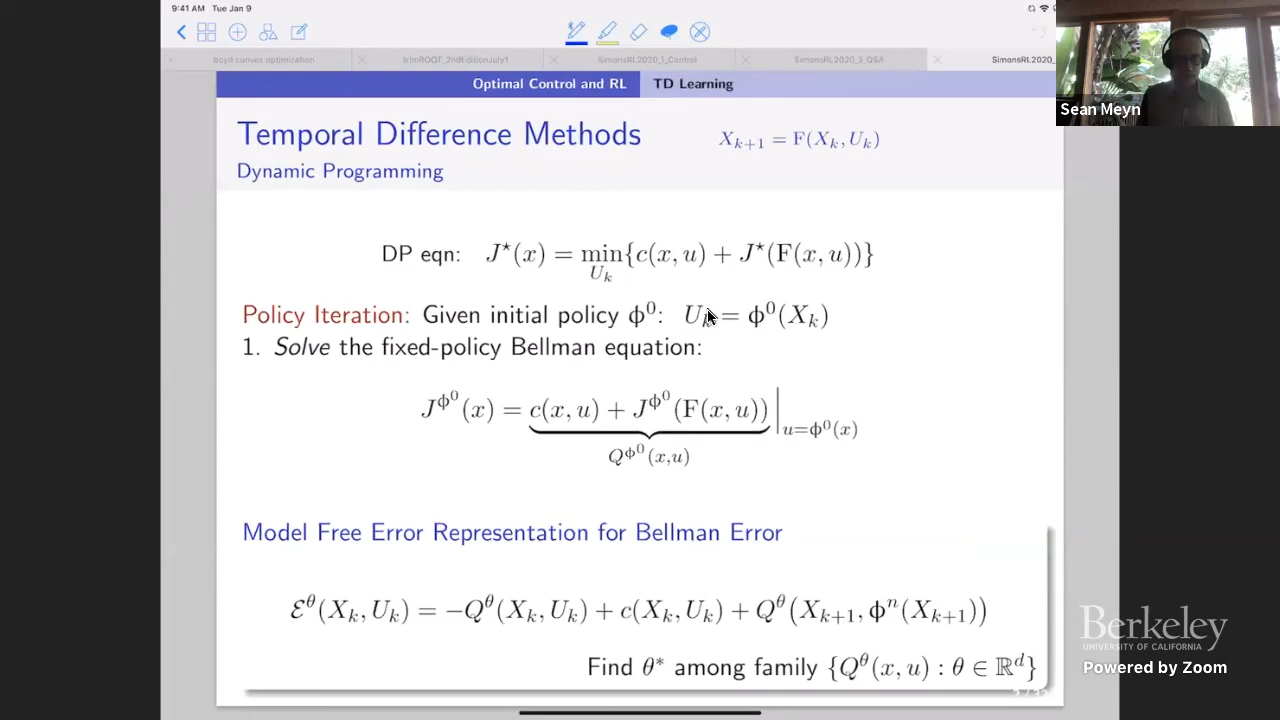 9:41 AM Tue Jan 9
boyd.convex optimization
trimROOT_2ndEditionJuly1
SimonsRL2020_1_Control
SimonsRL2020_3_QSA
SimonsRL2020_
Sean Meyn
Optimal Control and RL TD Learning
Temporal Difference Methods X_{k+1} = F(X_k, U_k)
Dynamic Programming
DP eqn: J^⋆(x) = min_{U_k} {c(x, u) + J^⋆(F(x, u))}
Policy Iteration: Given initial policy ϕ^0: U_k = ϕ^0(X_k)
1. Solve the fixed-policy Bellman equation:
J^{ϕ^0}(x) = c(x, u) + J^{ϕ^0}(F(x, u)) |_{u=ϕ^0(x)}
Q^{ϕ^0}(x,u)
Model Free Error Representation for Bellman Error
ℰ^θ(X_k, U_k) = −Q^θ(X_k, U_k) + c(X_k, U_k) + Q^θ(X_{k+1}, ϕ^n(X_{k+1}))
Find θ* among family {Q^θ(x, u) : θ ∈ ℝ^d}
Berkeley
UNIVERSITY OF CALIFORNIA
Powered by Zoom